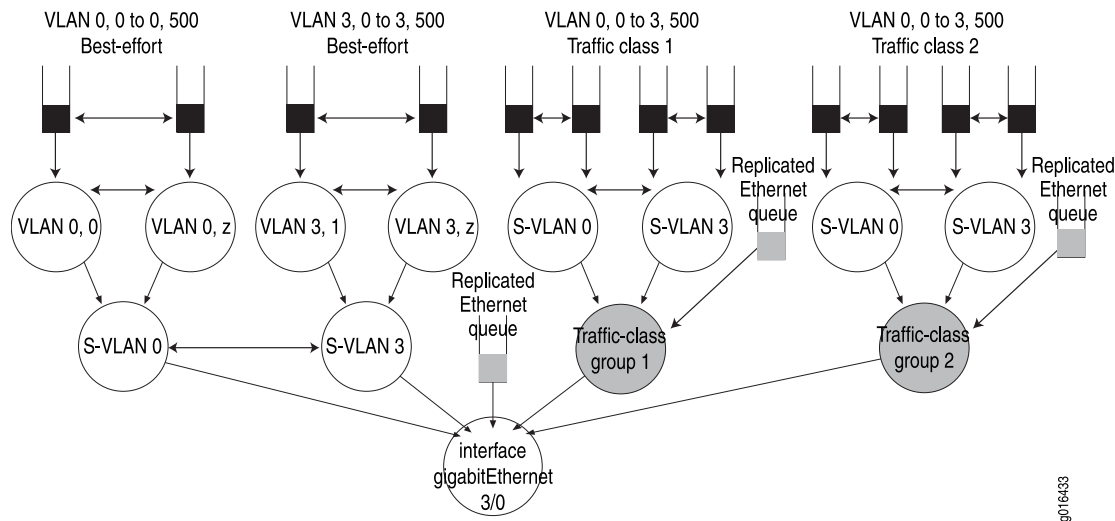 VLAN 0, 0 to 0, 500
Best-effort
VLAN 3, 0 to 3, 500
Best-effort
VLAN 0, 0 to 3, 500
Traffic class 1
VLAN 0, 0 to 3, 500
Traffic class 2
Replicated
Ethernet
queue
Replicated
Ethernet
queue
VLAN 0, 0
VLAN 0, z
VLAN 3, 1
VLAN 3, z
S-VLAN 0
S-VLAN 3
S-VLAN 0
S-VLAN 3
Replicated
Ethernet
queue
S-VLAN 0
S-VLAN 3
Traffic-class
group 1
Traffic-class
group 2
interface
gigabitEthernet
3/0
g016433